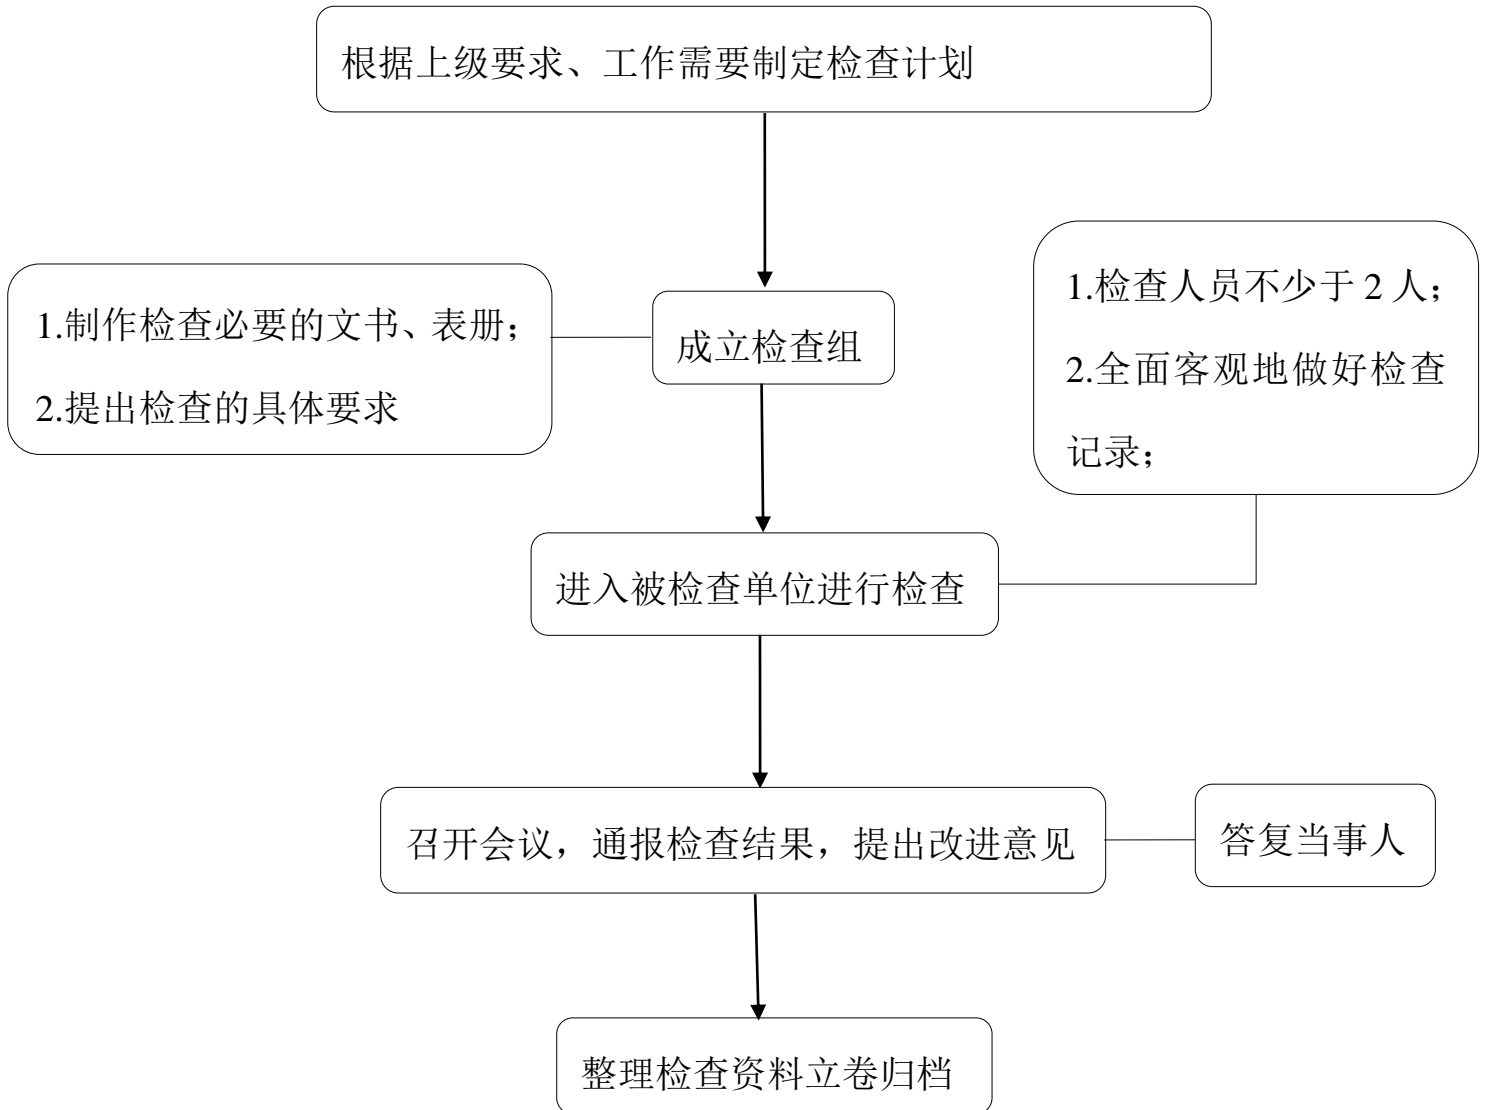 根据上级要求、工作需要制定检查计划
1.制作检查必要的文书、表册；
2.提出检查的具体要求
成立检查组
1.检查人员不少于 2 人；
2.全面客观地做好检查
记录；
进入被检查单位进行检查
召开会议，通报检查结果，提出改进意见
答复当事人
整理检查资料立卷归档